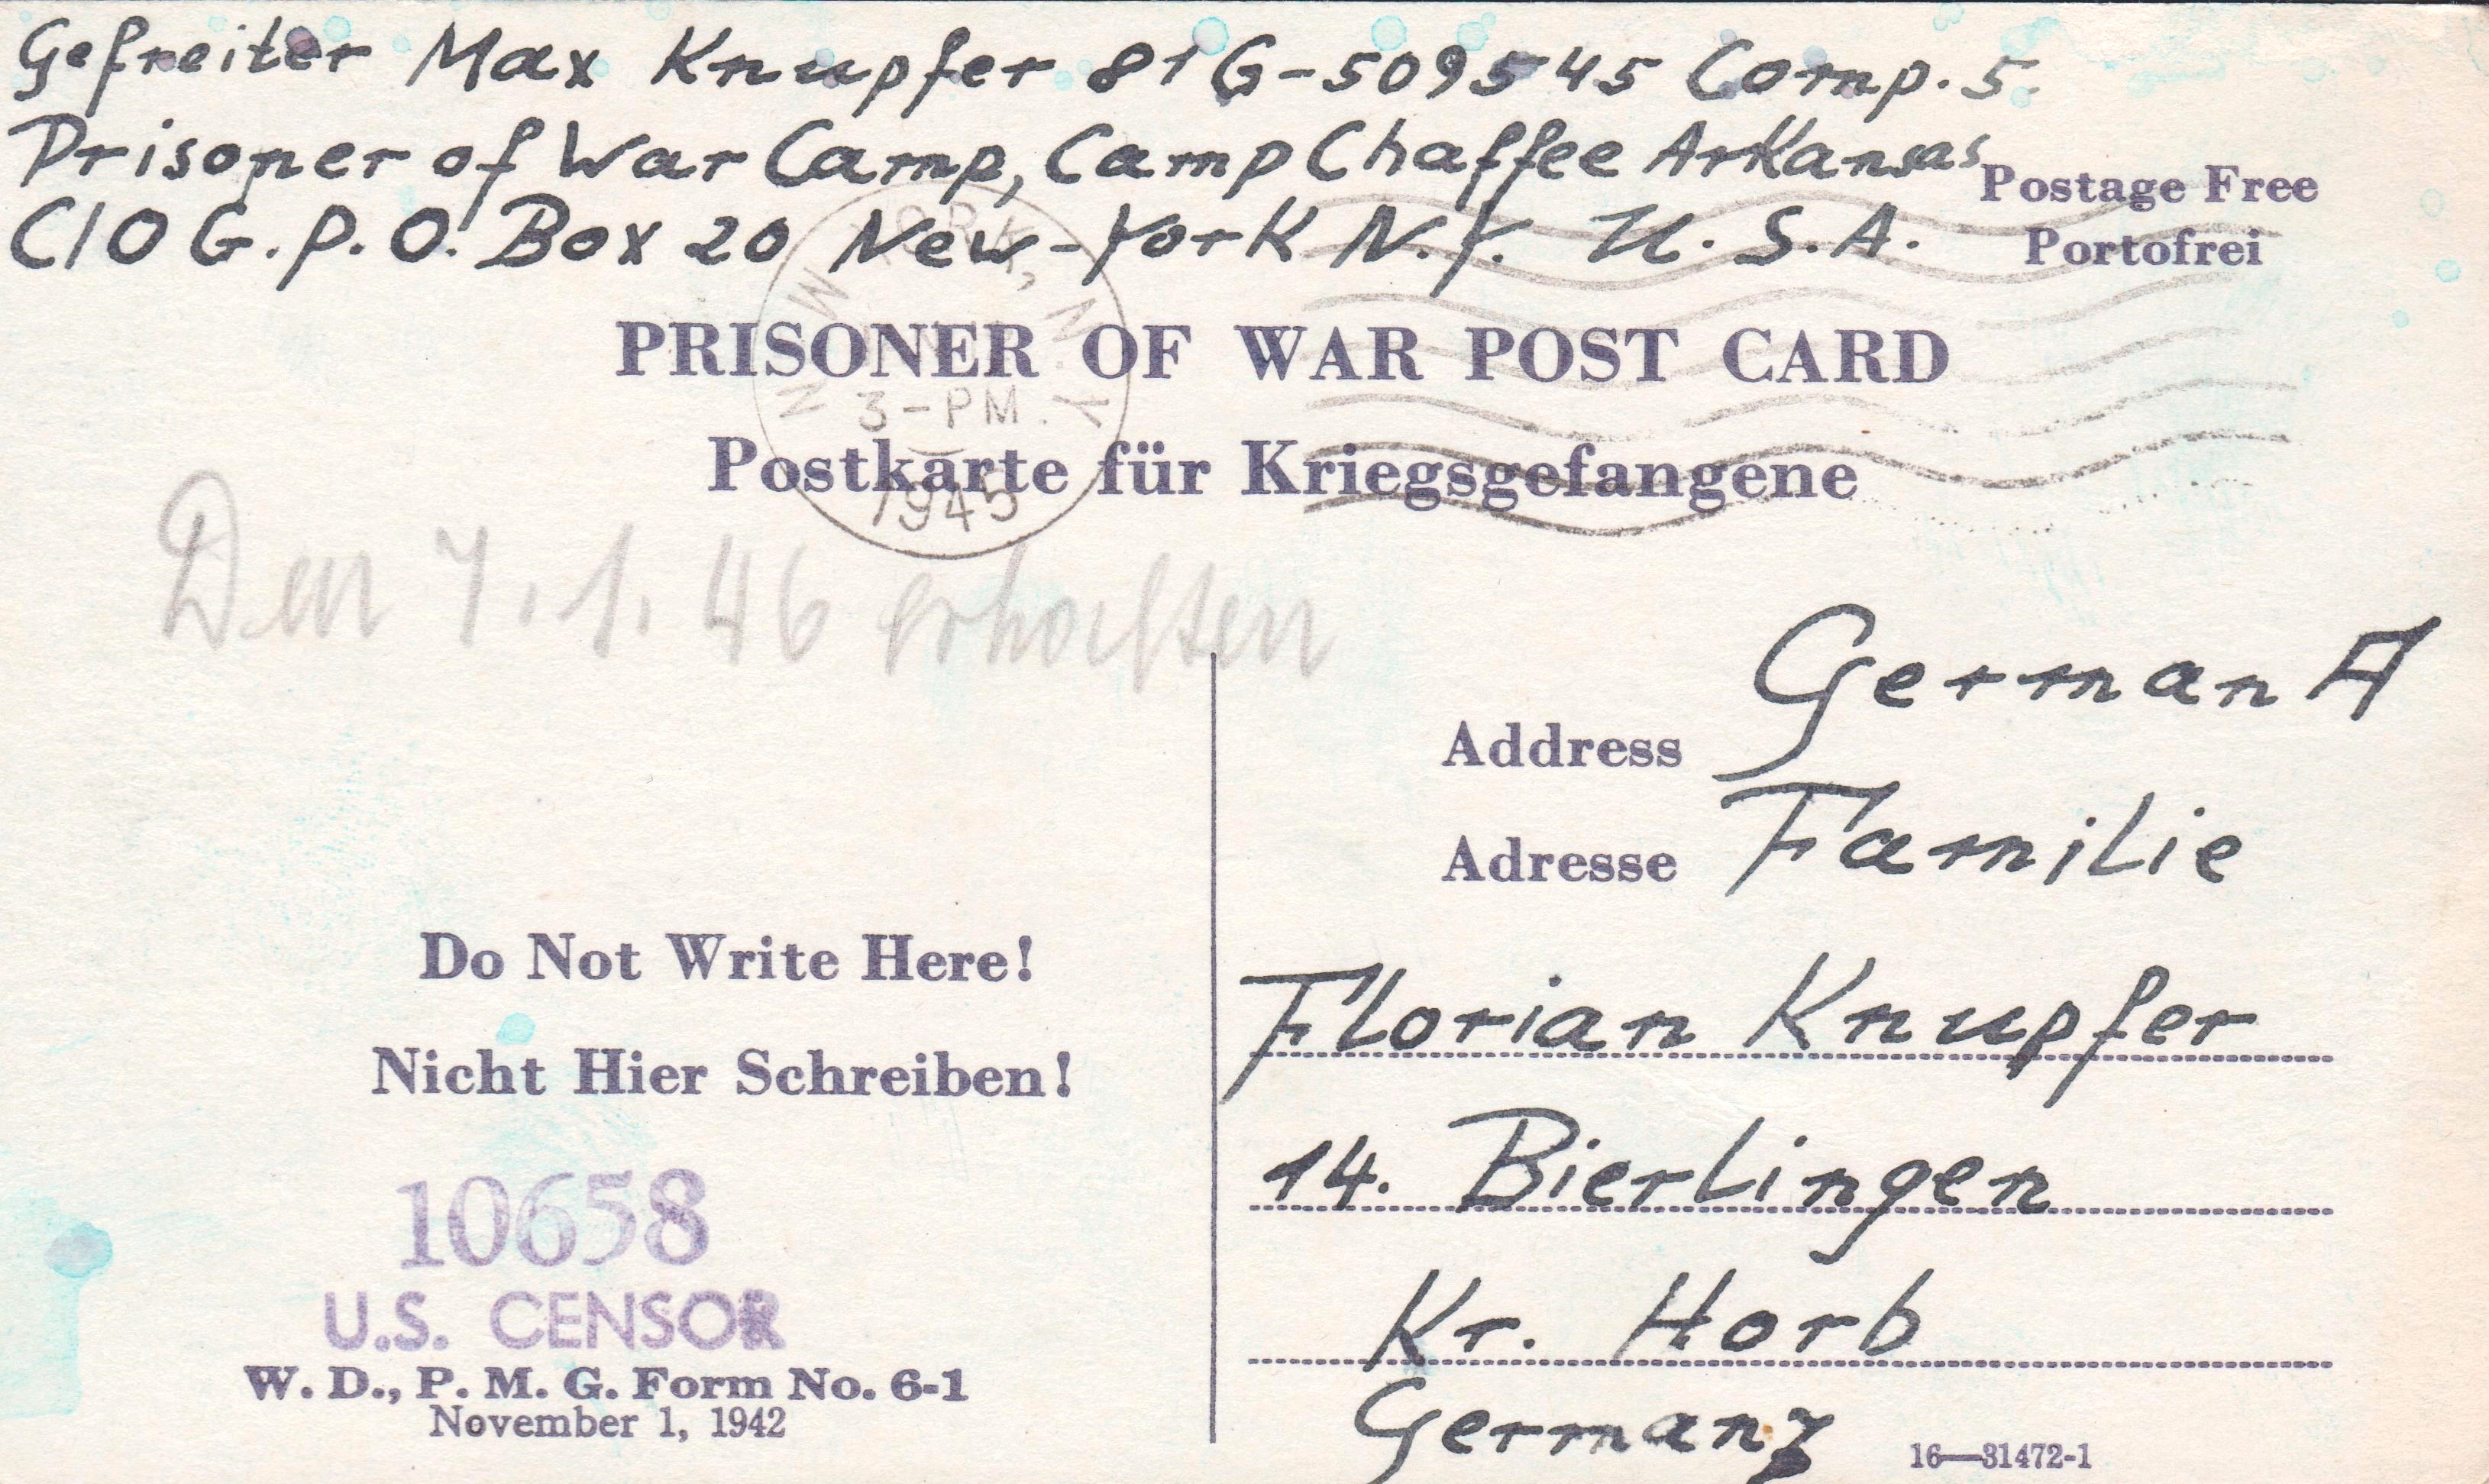 Gefreiter Max Knupfer 81G-509545 Comp. 5.
Prisoner of War Camp, Camp Chaffee Arkansas
C/O G.P.O. Box 20 New-York N.Y. U.S.A.
Postage Free
Portofrei
NEW YORK, N.Y.
3-PM
1945
PRISONER OF WAR POST CARD
Postkarte für Kriegsgefangene
Den 7.1.46 erhalten
German
Address
Adresse Familie
Florian Knupfer
14. Bierlingen
Kr. Horb
Germany
Do Not Write Here!
Nicht Hier Schreiben!
10658
U.S. CENSOR
W. D., P. M. G. Form No. 6-1
November 1, 1942
16—31472-1